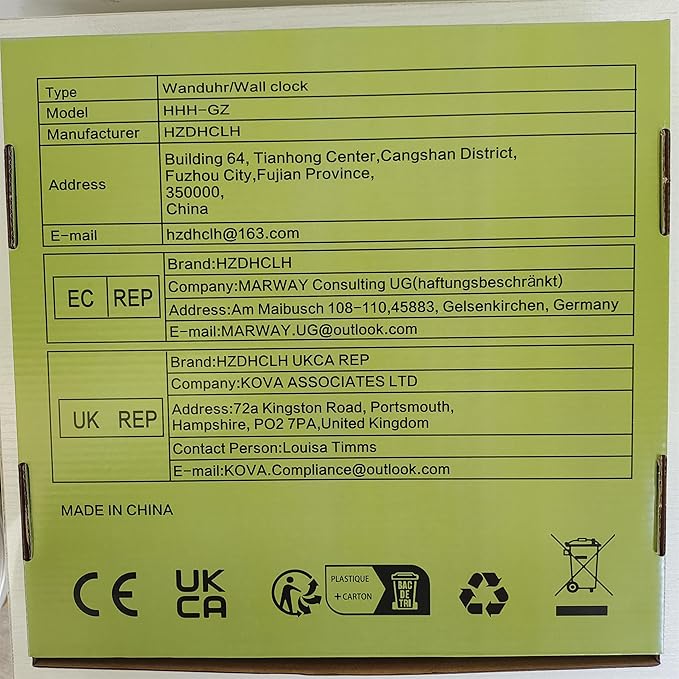 Type Wanduhr/Wall clock
Model HHH-GZ
Manufacturer HZDHCLH
Address Building 64, Tianhong Center,Cangshan District,
Fuzhou City,Fujian Province,
350000,
China
E-mail hzdhclh@163.com
EC REP
Brand:HZDHCLH
Company:MARWAY Consulting UG(haftungsbeschränkt)
Address:Am Maibusch 108-110,45883, Gelsenkirchen, Germany
E-mail:MARWAY.UG@outlook.com
UK REP
Brand:HZDHCLH UKCA REP
Company:KOVA ASSOCIATES LTD
Address:72a Kingston Road, Portsmouth,
Hampshire, PO2 7PA,United Kingdom
Contact Person:Louisa Timms
E-mail:KOVA.Compliance@outlook.com
MADE IN CHINA
CE
UK
CA
PLASTIQUE
+ CARTON
BAC
DE
TRI